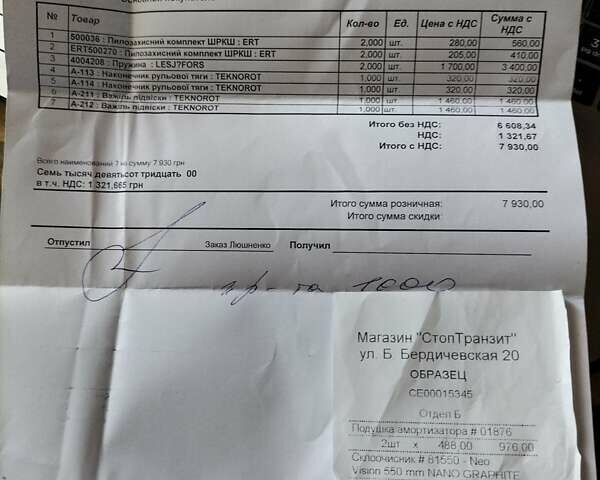 № Товар Кол-во Ед. Цена с НДС Сумма с НДС
1 500036 : Пилозахисний комплект ШРКШ : ERT 2,000 шт. 280,00 560,00
2 ERT500270 : Пилозахисний комплект ШРКШ : ERT 2,000 шт. 205,00 410,00
3 4004208 : Пружина : LESJ?FORS 2,000 шт. 1 700,00 3 400,00
4 A-113 : Наконечник рульової тяги : TEKNOROT 1,000 шт. 320,00 320,00
5 A-114 : Наконечник рульової тяги : TEKNOROT 1,000 шт. 320,00 320,00
6 A-211 : Важіль підвіски : TEKNOROT 1,000 шт. 1 460,00 1 460,00
7 A-212 : Важіль підвіски : TEKNOROT 1,000 шт. 1 460,00 1 460,00
Итого без НДС: 6 608,34
НДС: 1 321,67
Итого с НДС: 7 930,00
Всего наименований 7 на сумму 7 930 грн
Семь тысяч девятьсот тридцать 00
в т.ч. НДС: 1 321,665 грн
Итого сумма розничная: 7 930,00
Итого сумма скидки:
Отпустил Заказ Люшненко Получил
пр-та 1600
Магазин "СтопТранзит"
ул. Б. Бердичевская 20
ОБРАЗЕЦ
СЕ00015345
Отдел Б
Подушка амортизатора # 01876
2шт x 488,00 976,00
Склоочисник # 81550 - Neo
Vision 550 mm NANO GRAPHITE